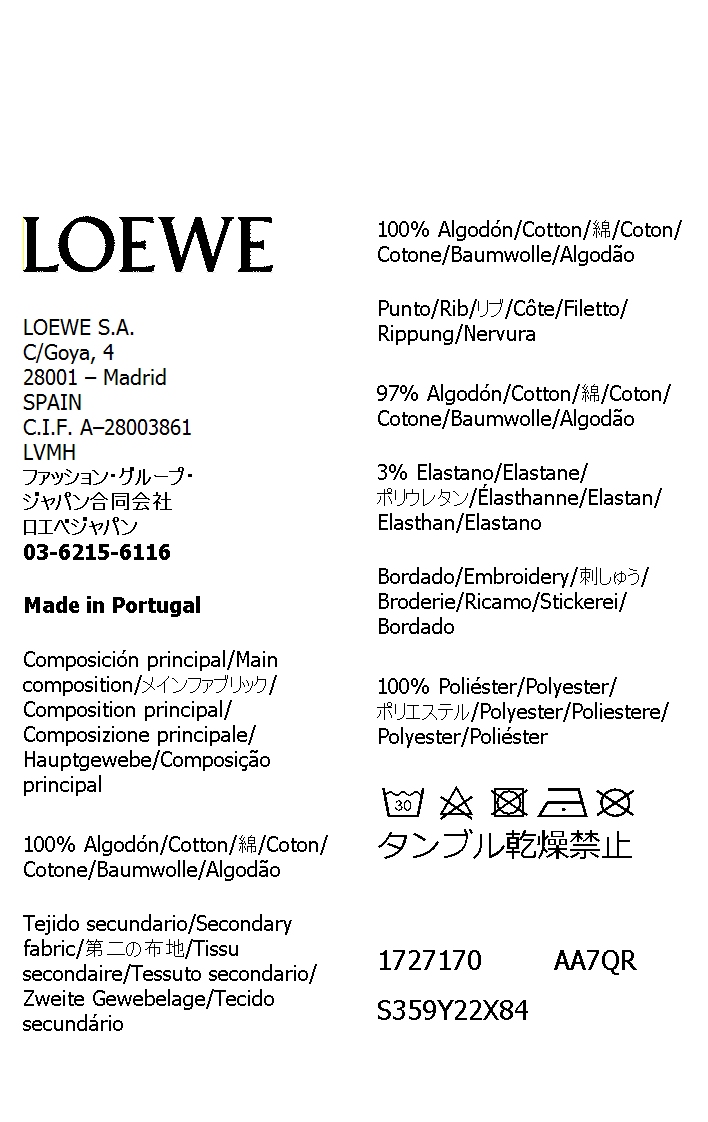 LOEWE
LOEWE S.A.
C/Goya, 4
28001 – Madrid
SPAIN
C.I.F. A–28003861
LVMH
ファッション・グループ・
ジャパン合同会社
ロエベジャパン
03-6215-6116
Made in Portugal
Composición principal/Main
composition/メインファブリック/
Composition principal/
Composizione principale/
Hauptgewebe/Composição
principal
100% Algodón/Cotton/綿/Coton/
Cotone/Baumwolle/Algodão
Tejido secundario/Secondary
fabric/第二の布地/Tissu
secondaire/Tessuto secondario/
Zweite Gewebelage/Tecido
secundário
100% Algodón/Cotton/綿/Coton/
Cotone/Baumwolle/Algodão
Punto/Rib/リブ/Côte/Filetto/
Rippung/Nervura
97% Algodón/Cotton/綿/Coton/
Cotone/Baumwolle/Algodão
3% Elastano/Elastane/
ポリウレタン/Élasthanne/Elastan/
Elasthan/Elastano
Bordado/Embroidery/刺しゅう/
Broderie/Ricamo/Stickerei/
Bordado
100% Poliéster/Polyester/
ポリエステル/Polyester/Poliestere/
Polyester/Poliéster
30
タンブル乾燥禁止
1727170 AA7QR
S359Y22X84